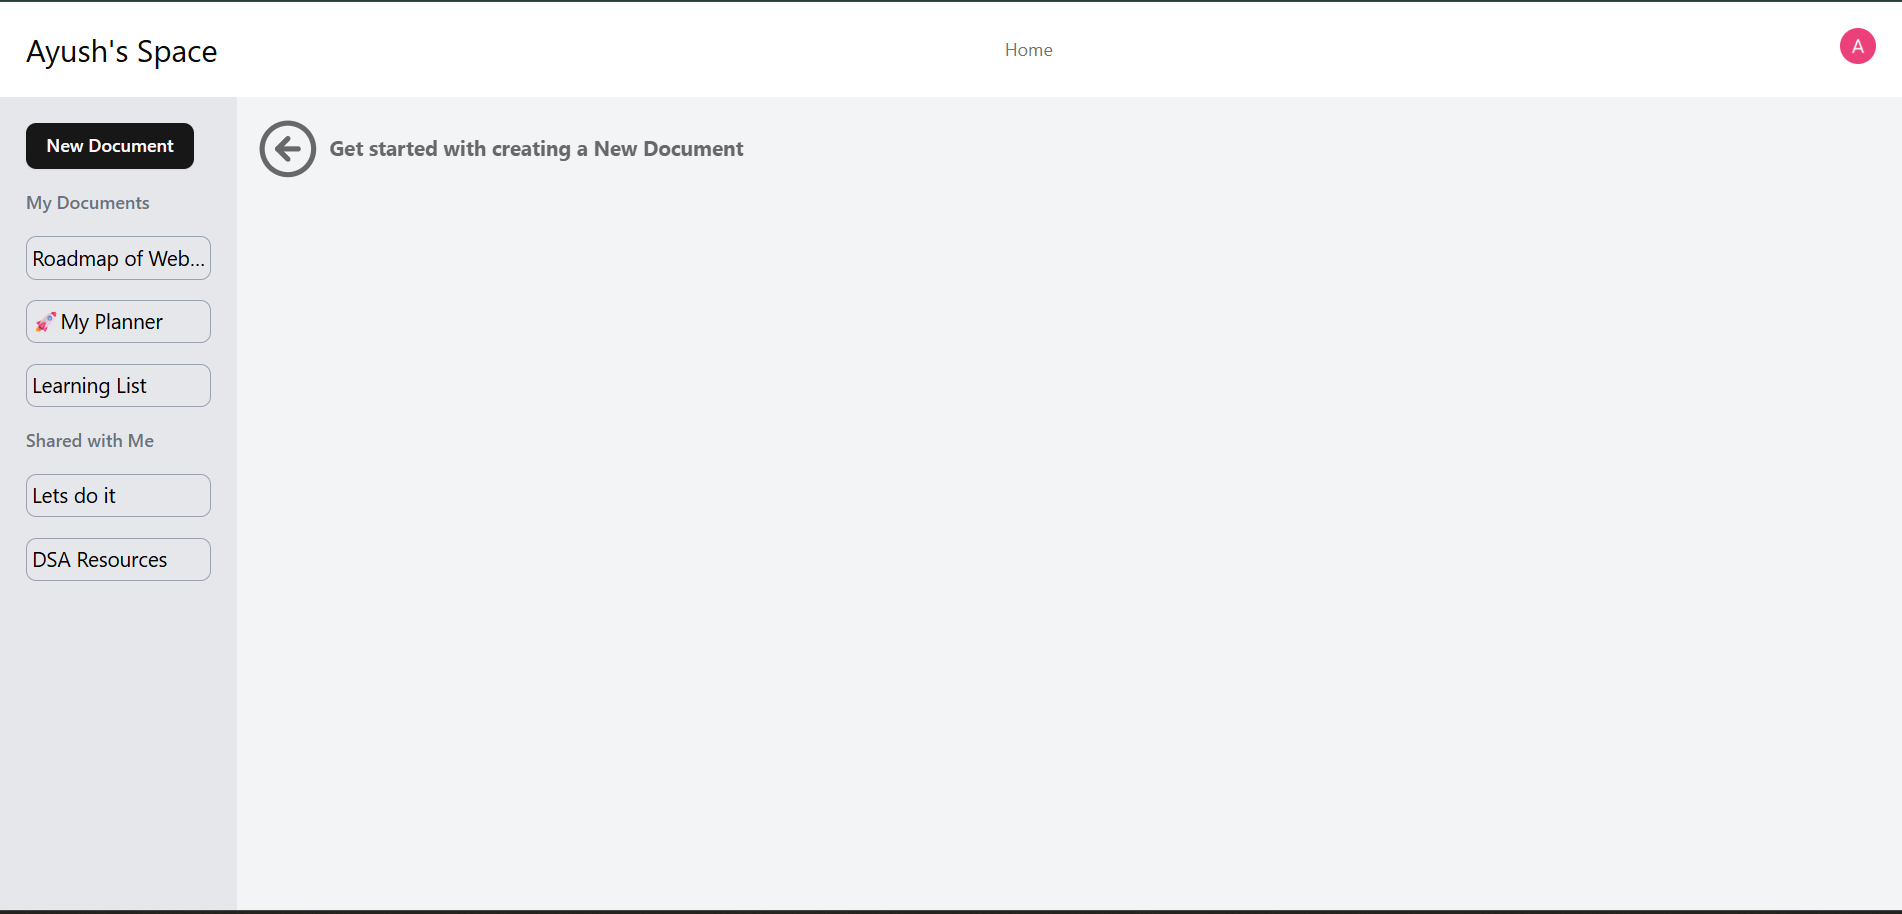 Ayush's Space
Home
A
New Document
Get started with creating a New Document
My Documents
Roadmap of Web...
🚀 My Planner
Learning List
Shared with Me
Lets do it
DSA Resources